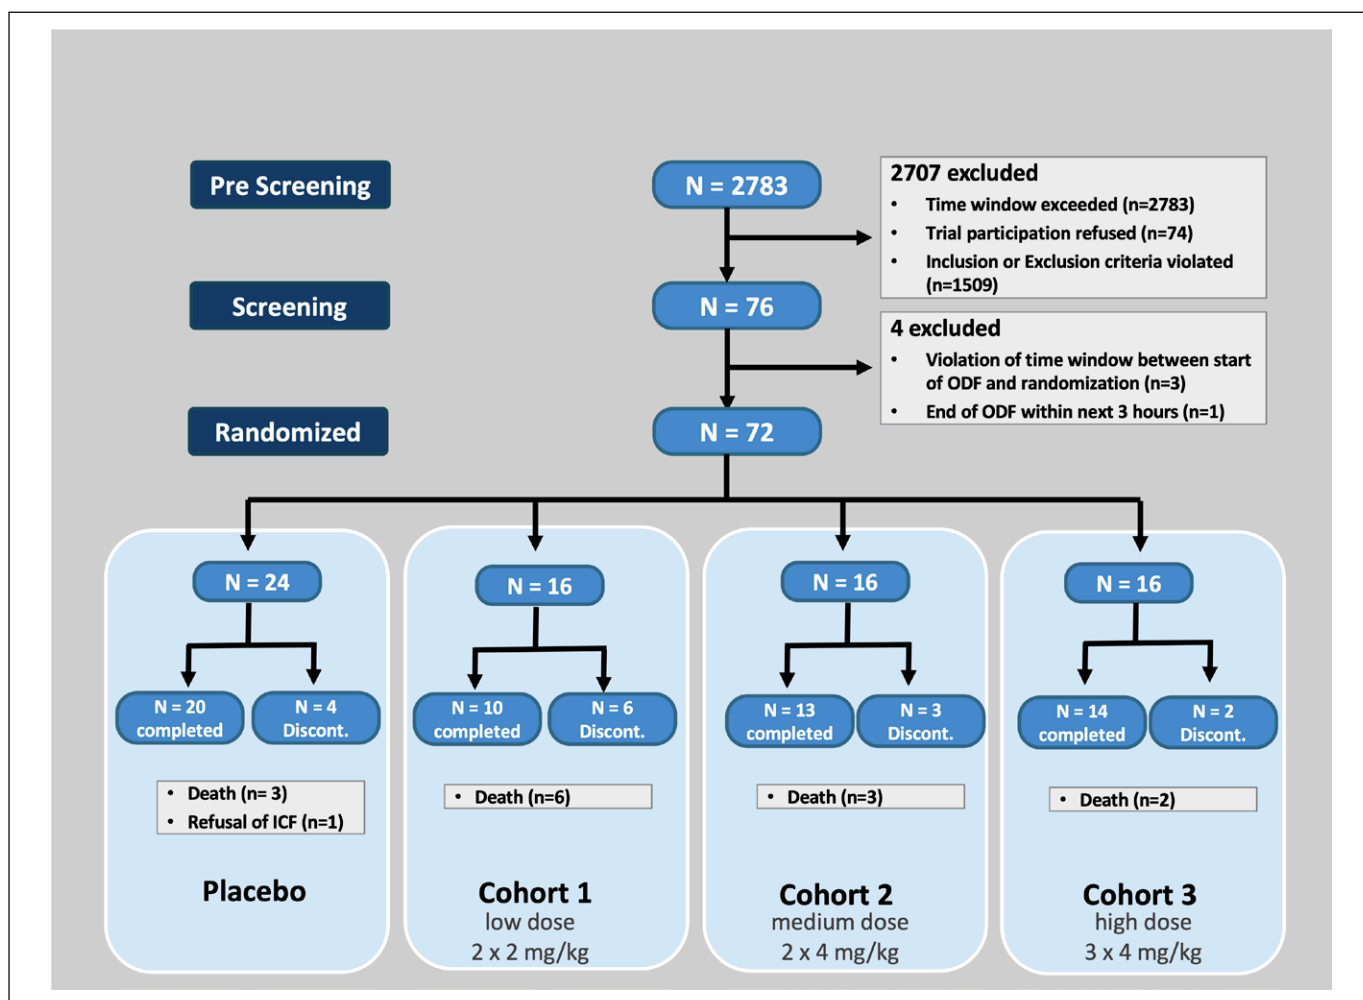 Pre Screening
N = 2783
2707 excluded
• Time window exceeded (n=2783)
• Trial participation refused (n=74)
• Inclusion or Exclusion criteria violated
(n=1509)
Screening
N = 76
4 excluded
• Violation of time window between start
of ODF and randomization (n=3)
• End of ODF within next 3 hours (n=1)
Randomized
N = 72
N = 24
N = 20
completed
N = 4
Discont.
• Death (n= 3)
• Refusal of ICF (n=1)
Placebo
N = 16
N = 10
completed
N = 6
Discont.
• Death (n=6)
Cohort 1
low dose
2 x 2 mg/kg
N = 16
N = 13
completed
N = 3
Discont.
• Death (n=3)
Cohort 2
medium dose
2 x 4 mg/kg
N = 16
N = 14
completed
N = 2
Discont.
• Death (n=2)
Cohort 3
high dose
3 x 4 mg/kg